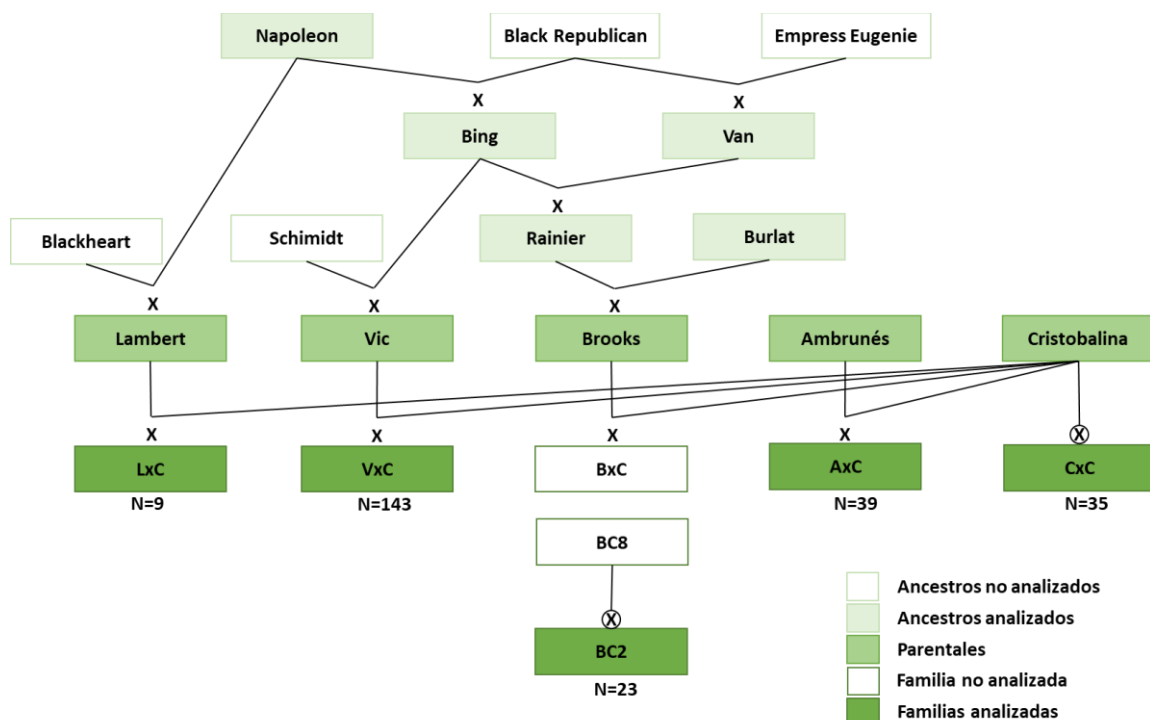 Napoleon
Black Republican
Empress Eugenie
X
X
Bing
Van
X
Blackheart
Schimidt
Rainier
Burlat
X
X
X
Lambert
Vic
Brooks
Ambrunés
Cristobalina
X
X
X
X
X
LxC
VxC
BxC
AxC
CxC
N=9
N=143
N=39
N=35
BC8
X
BC2
N=23
Ancestros no analizados
Ancestros analizados
Parentales
Familia no analizada
Familias analizadas